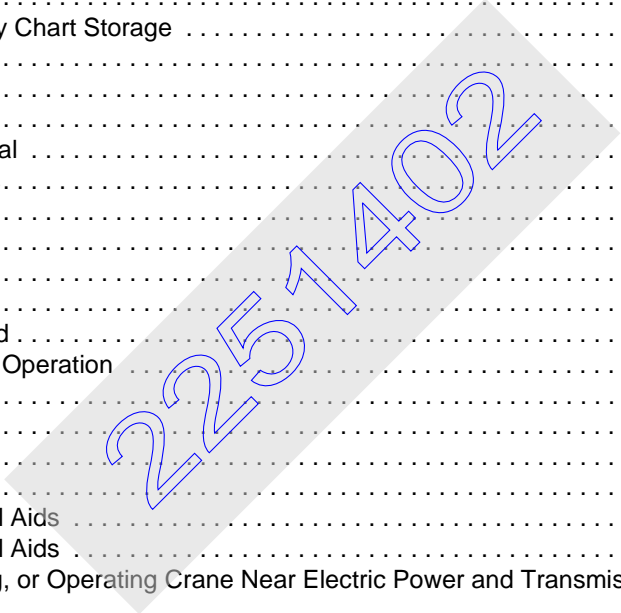 y Chart Storage . . . . . . . . . . . . . . . . . . . . . . . . . . . . . . .
al . . . . . . . . . . . . . . . . . . . . . . . . . . . . . . . . . . . . . . . . . .
d . . . . . . . . . . . . . . . . . . . . . . . . . . . . . . . . . . . . . . . . . . .
Operation . . . . . . . . . . . . . . . . . . . . . . . . . . . . . . . . . . .
l Aids . . . . . . . . . . . . . . . . . . . . . . . . . . . . . . . . . . . . . . .
l Aids . . . . . . . . . . . . . . . . . . . . . . . . . . . . . . . . . . . . . . .
g, or Operating Crane Near Electric Power and Transmis
2251402